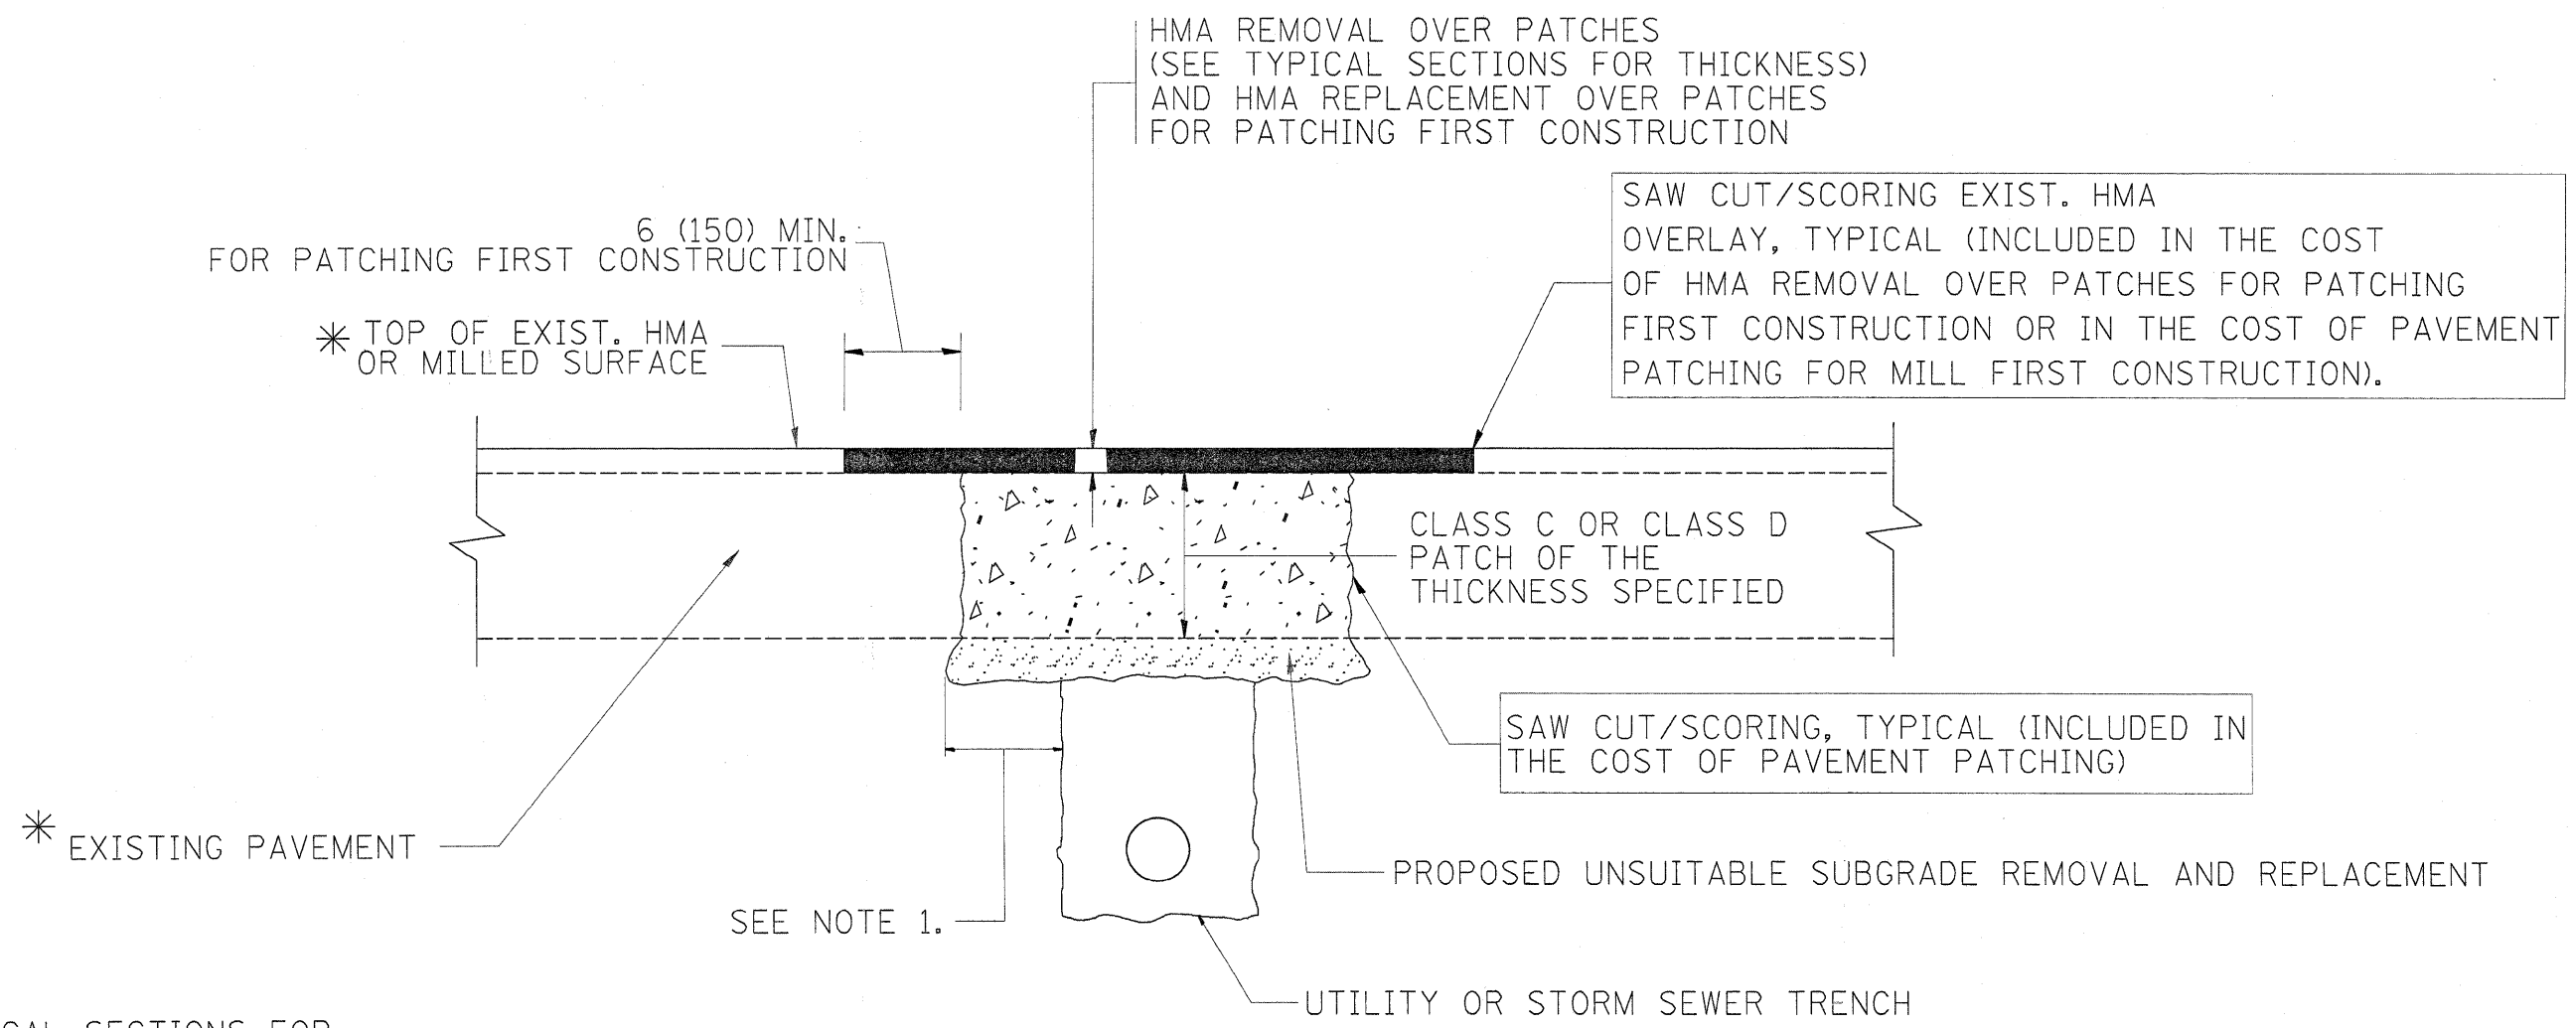 HMA REMOVAL OVER PATCHES
(SEE TYPICAL SECTIONS FOR THICKNESS)
AND HMA REPLACEMENT OVER PATCHES
FOR PATCHING FIRST CONSTRUCTION
SAW CUT/SCORING EXIST. HMA
OVERLAY, TYPICAL (INCLUDED IN THE COST
OF HMA REMOVAL OVER PATCHES FOR PATCHING
FIRST CONSTRUCTION OR IN THE COST OF PAVEMENT
PATCHING FOR MILL FIRST CONSTRUCTION).
6 (150) MIN.
FOR PATCHING FIRST CONSTRUCTION
* TOP OF EXIST. HMA
OR MILLED SURFACE
CLASS C OR CLASS D
PATCH OF THE
THICKNESS SPECIFIED
SAW CUT/SCORING, TYPICAL (INCLUDED IN
THE COST OF PAVEMENT PATCHING)
* EXISTING PAVEMENT
PROPOSED UNSUITABLE SUBGRADE REMOVAL AND REPLACEMENT
SEE NOTE 1.
UTILITY OR STORM SEWER TRENCH
SECTIONS FOR